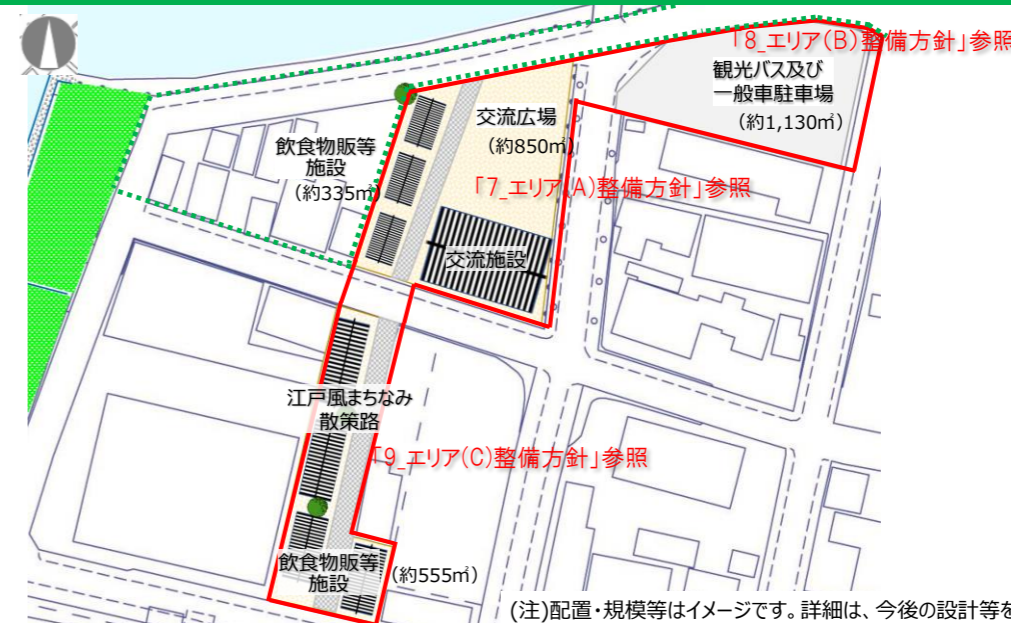 「8_エリア(B)整備方針」参照
観光バス及び
一般車駐車場
(約1,130㎡)
交流広場
(約850㎡)
飲食物販等
施設
(約335㎡)
「7_エリア(A)整備方針」参照
交流施設
江戸風まちなみ
散策路
「9_エリア(C)整備方針」参照
飲食物販等
施設
(約555㎡)
(注)配置・規模等はイメージです。詳細は、今後の設計等を